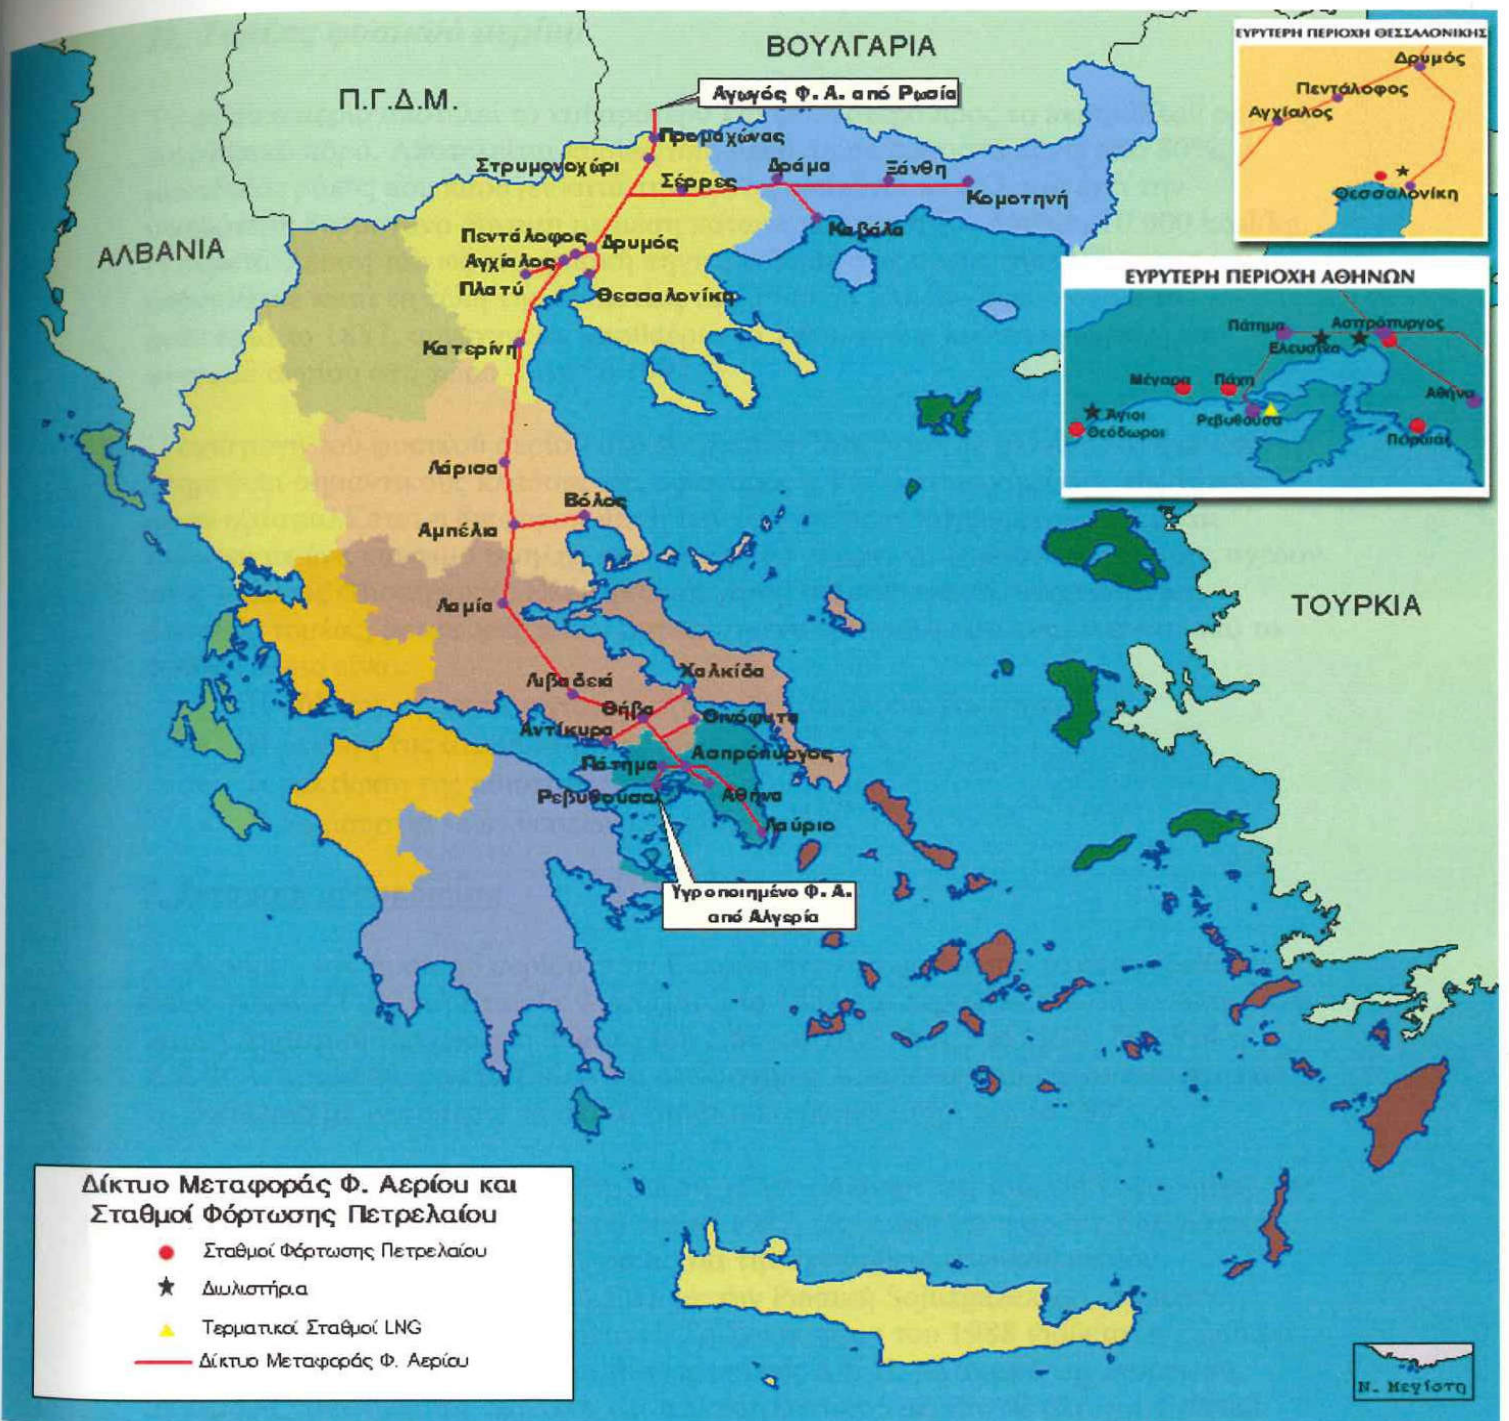 ΒΟΥΛΓΑΡΙΑ
Π.Γ.Δ.Μ.
ΑΛΒΑΝΙΑ
ΤΟΥΡΚΙΑ
Αγωγός Φ. Α. από Ρωσία
Προμαχώνας
Στρυμονοχώρι
Σέρρες
Δράμα
Ξάνθη
Κομοτηνή
Καβάλα
Πεντάλοφος
Δρυμός
Αγχίαλος
Πλατύ
Θεσσαλονίκη
Κατερίνη
Λάρισα
Βόλος
Αμπέλια
Λαμία
Λιβαδειά
Χαλκίδα
Θήβα
Οινόφυτα
Αντίκυρα
Πάτημα
Ασπρόπυργος
Ρεβυθούσα
Αθήνα
Λαύριο
Υγροποιημένο Φ. Α.
από Αλγερία
ΕΥΡΥΤΕΡΗ ΠΕΡΙΟΧΗ ΘΕΣΣΑΛΟΝΙΚΗΣ
Δρυμός
Πεντάλοφος
Αγχίαλος
Θεσσαλονίκη
ΕΥΡΥΤΕΡΗ ΠΕΡΙΟΧΗ ΑΘΗΝΩΝ
Πάτημα
Ασπρόπυργος
Ελευσίνα
Μέγαρα
Πάχη
Αθήνα
Άγιοι
Θεόδωροι
Ρεβυθούσα
Πειραιάς
Δίκτυο Μεταφοράς Φ. Αερίου και
Σταθμοί Φόρτωσης Πετρελαίου
Σταθμοί Φόρτωσης Πετρελαίου
Διυλιστήρια
Τερματικοί Σταθμοί LNG
Δίκτυο Μεταφοράς Φ. Αερίου
Ν. Μεγίστη